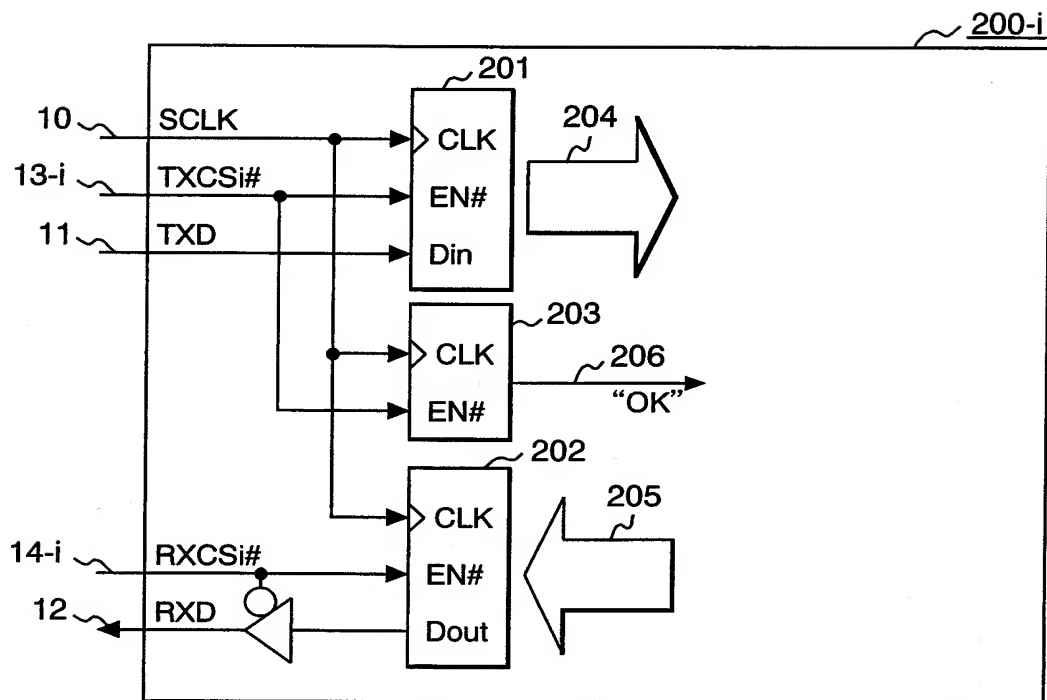 200-i
201
10
SCLK
CLK
204
13-i
TXCSi#
EN#
11
TXD
Din
203
CLK
206
EN#
"OK"
202
CLK
205
14-i
RXCSi#
EN#
12
RXD
Dout